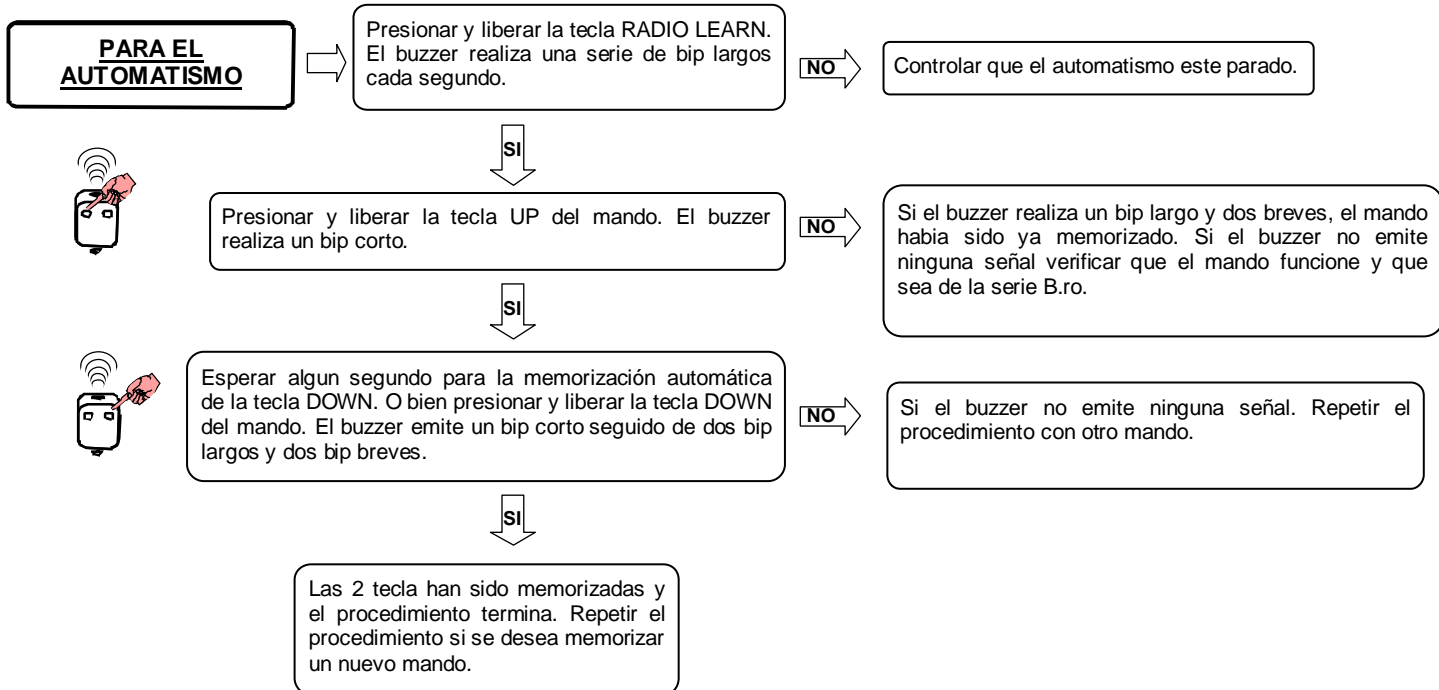 PARA EL
AUTOMATISMO
Presionar y liberar la tecla RADIO LEARN.
El buzzer realiza una serie de bip largos
cada segundo.
NO
Controlar que el automatismo este parado.
SI
Presionar y liberar la tecla UP del mando. El buzzer
realiza un bip corto.
NO
Si el buzzer realiza un bip largo y dos breves, el mando
habia sido ya memorizado. Si el buzzer no emite
ninguna señal verificar que el mando funcione y que
sea de la serie B.ro.
SI
Esperar algun segundo para la memorización automática
de la tecla DOWN. O bien presionar y liberar la tecla DOWN
del mando. El buzzer emite un bip corto seguido de dos bip
largos y dos bip breves.
NO
Si el buzzer no emite ninguna señal. Repetir el
procedimiento con otro mando.
SI
Las 2 tecla han sido memorizadas y
el procedimiento termina. Repetir el
procedimiento si se desea memorizar
un nuevo mando.